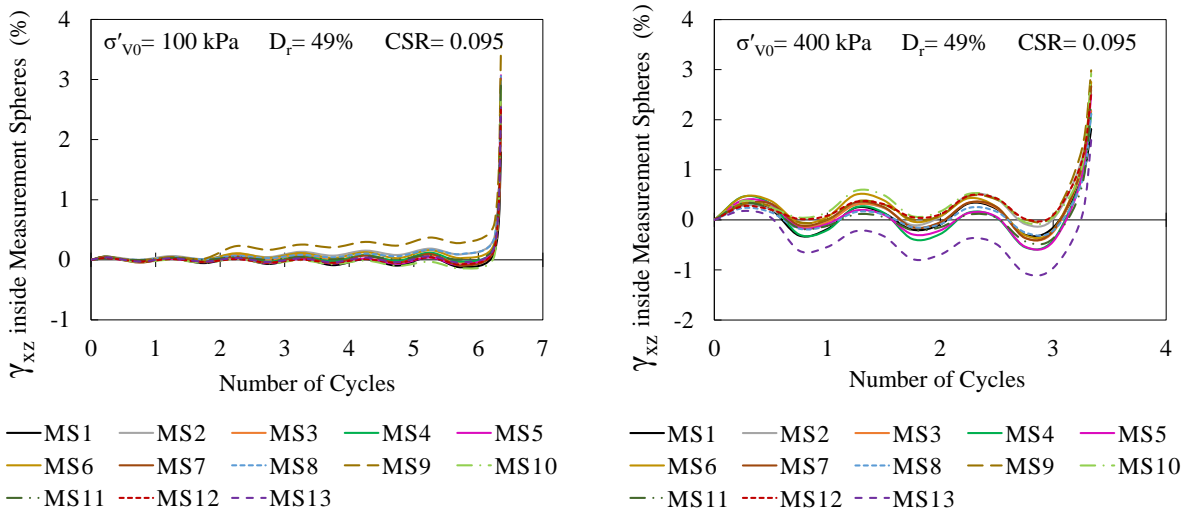 γxz inside Measurement Spheres (%)
4
3
2
1
0
-1
σ′V0= 100 kPa Dr= 49% CSR= 0.095
0 1 2 3 4 5 6 7
Number of Cycles
MS1 MS2 MS3 MS4 MS5
MS6 MS7 MS8 MS9 MS10
MS11 MS12 MS13
γxz inside Measurement Spheres (%)
4
3
2
1
0
-1
-2
σ′V0= 400 kPa Dr= 49% CSR= 0.095
0 1 2 3 4
Number of Cycles
MS1 MS2 MS3 MS4 MS5
MS6 MS7 MS8 MS9 MS10
MS11 MS12 MS13